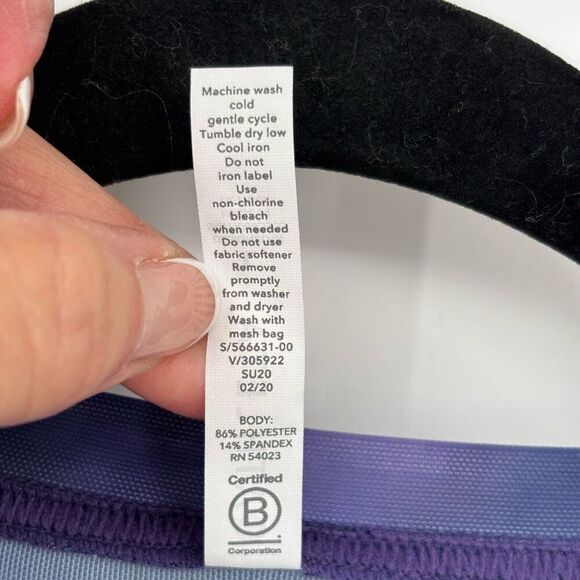 Machine wash
cold
gentle cycle
Tumble dry low
Cool iron
Do not
iron label
Use
non-chlorine
bleach
when needed
Do not use
fabric softener
Remove
promptly
from washer
and dryer
Wash with
mesh bag
S/566631-00
V/305922
SU20
02/20
BODY:
86% POLYESTER
14% SPANDEX
RN 54023
Certified
B
Corporation